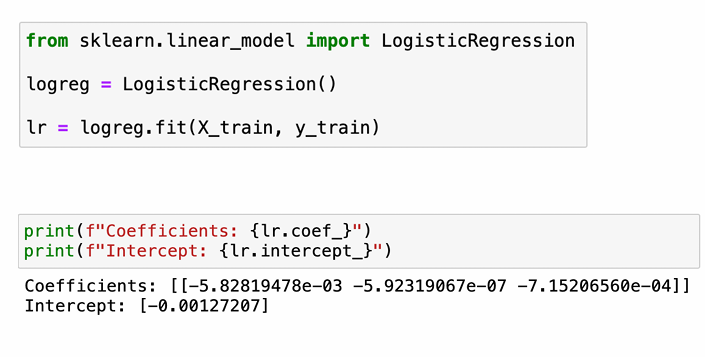 from sklearn.linear_model import LogisticRegression
logreg = LogisticRegression()
lr = logreg.fit(X_train, y_train)
print(f"Coefficients: {lr.coef_}")
print(f"Intercept: {lr.intercept_}")
Coefficients: [[-5.82819478e-03 -5.92319067e-07 -7.15206560e-04]]
Intercept: [-0.00127207]